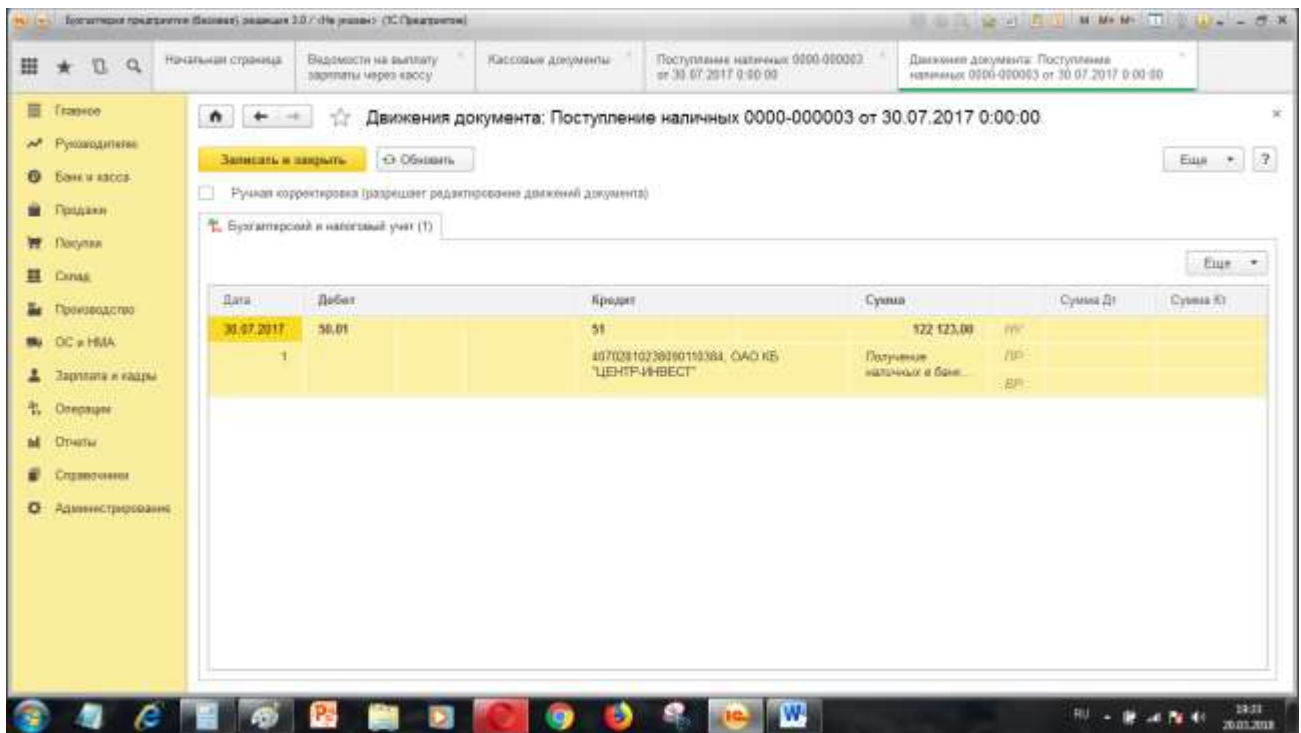 Бухгалтерия предприятия (базовая), редакция 3.0 / <Не указан> (1С:Предприятие)
M M+ M-
Начальная страница
Ведомости на выплату
зарплаты через кассу
Кассовые документы
Поступление наличных 0000-000003
от 30.07.2017 0:00:00
Движения документа: Поступление
наличных 0000-000003 от 30.07.2017 0:00:00
Главное
Руководителю
Банк и касса
Продажи
Покупки
Склад
Производство
ОС и НМА
Зарплата и кадры
Операции
Отчеты
Справочники
Администрирование
Движения документа: Поступление наличных 0000-000003 от 30.07.2017 0:00:00
Записать и закрыть
Обновить
Еще
?
Ручная корректировка (разрешает редактирование движений документа)
Бухгалтерский и налоговый учет (1)
Еще
Дата Дебет Кредит Сумма Сумма Дт Сумма Кт
30.07.2017 50.01 51 122 123,00 НУ
1 40702810238090110384, ОАО КБ Получение ПР
"ЦЕНТР-ИНВЕСТ" наличных в банк... ВР
RU
19:23
20.03.2018